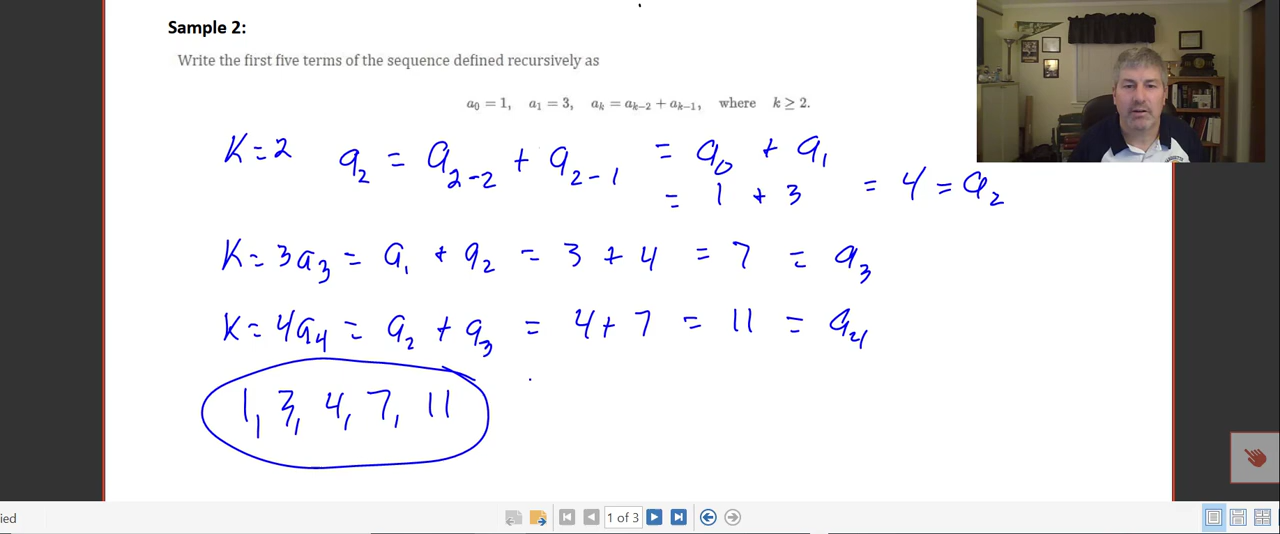 Sample 2:
Write the first five terms of the sequence defined recursively as
a₀ = 1, a₁ = 3, aₖ = aₖ₋₂ + aₖ₋₁, where k ≥ 2.
K=2 a₂ = a₂₋₂ + a₂₋₁ = a₀ + a₁
= 1 + 3 = 4 = a₂
K=3 a₃ = a₁ + a₂ = 3 + 4 = 7 = a₃
K=4 a₄ = a₂ + a₃ = 4 + 7 = 11 = a₄
1, 3, 4, 7, 11
ied
1 of 3